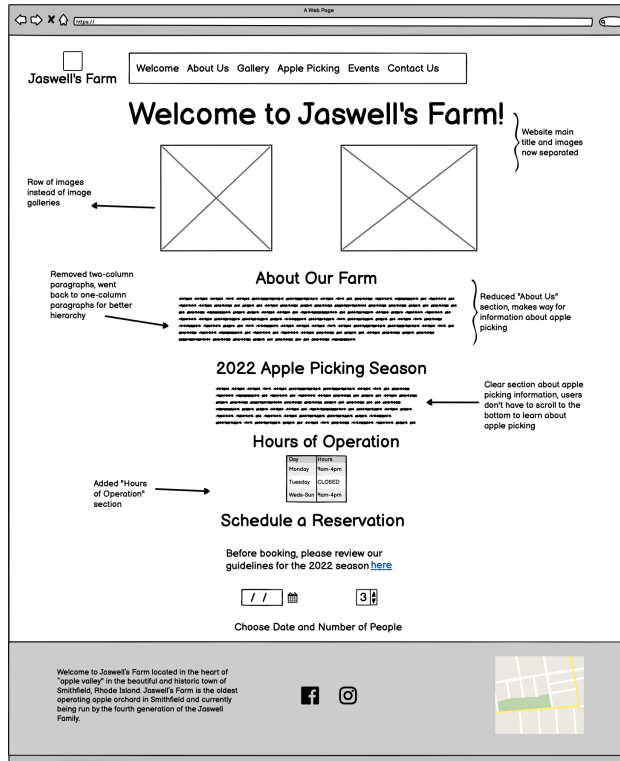 A Web Page
https://
Jaswell's Farm
Welcome About Us Gallery Apple Picking Events Contact Us
Welcome to Jaswell's Farm!
Website main
title and images
now separated
Row of images
instead of image
galleries
Removed two-column
paragraphs, went
back to one-column
paragraphs for better
hierarchy
About Our Farm
Reduced "About Us"
section, makes way for
information about apple
picking
2022 Apple Picking Season
Clear section about apple
picking information, users
don't have to scroll to the
bottom to learn about
apple picking
Hours of Operation
Day Hours
Monday 9am-4pm
Tuesday CLOSED
Weds-Sun 9am-4pm
Added "Hours
of Operation"
section
Schedule a Reservation
Before booking, please review our
guidelines for the 2022 season here
/ /
3
Choose Date and Number of People
Welcome to Jaswell's Farm located in the heart of
"apple valley" in the beautiful and historic town of
Smithfield, Rhode Island. Jaswell's Farm is the oldest
operating apple orchard in Smithfield and currently
being run by the fourth generation of the Jaswell
Family.